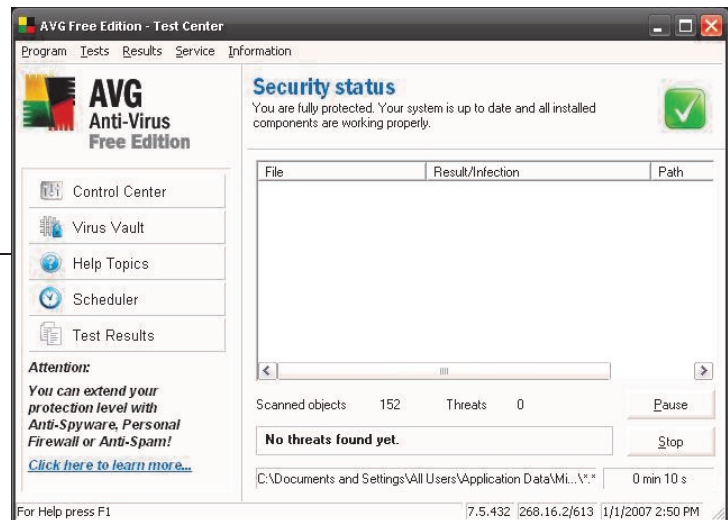 AVG Free Edition - Test Center
Program Tests Results Service Information
AVG
Anti-Virus
Free Edition
Security status
You are fully protected. Your system is up to date and all installed
components are working properly.
Control Center
Virus Vault
Help Topics
Scheduler
Test Results
Attention:
You can extend your
protection level with
Anti-Spyware, Personal
Firewall or Anti-Spam!
Click here to learn more...
File Result/Infection Path
Scanned objects 152 Threats 0 Pause
No threats found yet. Stop
C:\Documents and Settings\All Users\Application Data\Mi...\*.* 0 min 10 s
For Help press F1 7.5.432 268.16.2/613 1/1/2007 2:50 PM